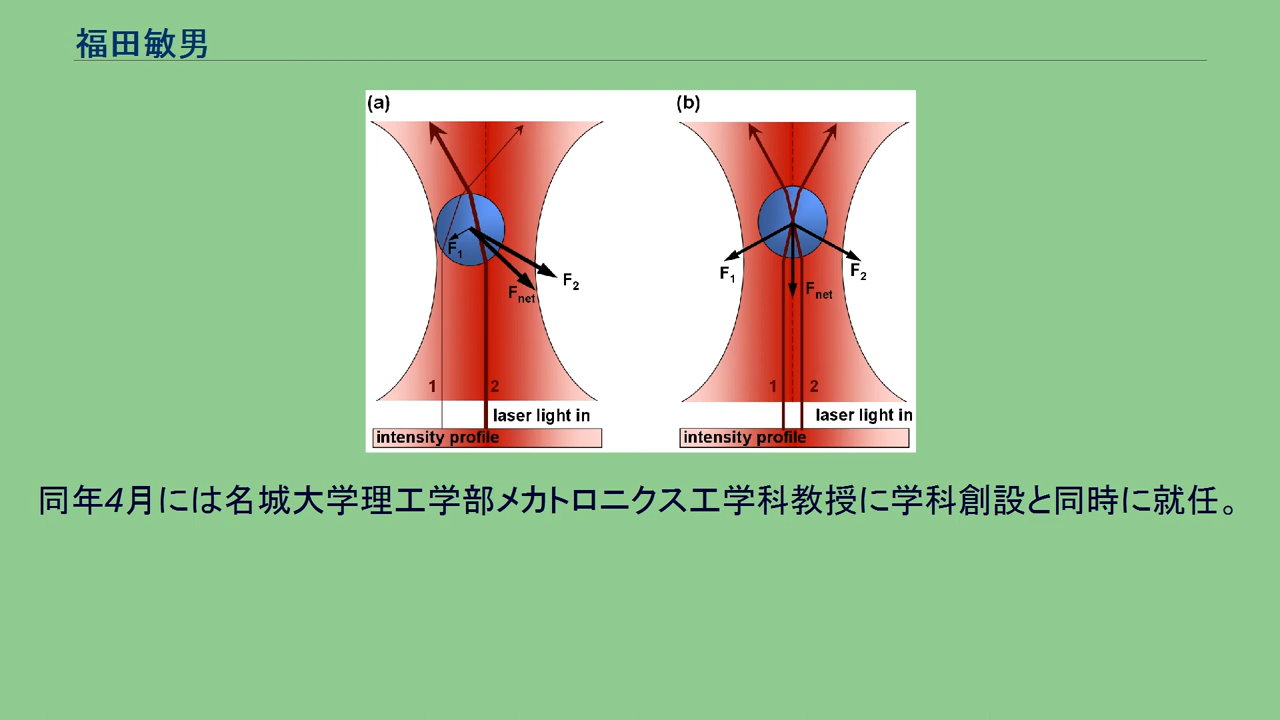 福田敏男
(a)
(b)
F1
F2
Fnet
F1
F2
Fnet
1
2
1
2
laser light in
laser light in
intensity profile
intensity profile
同年4月には名城大学理工学部メカトロニクス工学科教授に学科創設と同時に就任。